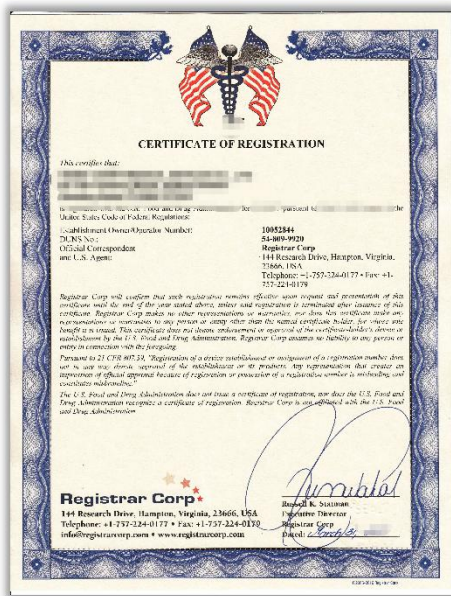 CERTIFICATE OF REGISTRATION
This certifies that:
the
United States Code of Federal Regulations:
Establishment Owner/Operator Number: 10052844
DUNS No.: 54-809-9920
Official Correspondent Registrar Corp
and U.S. Agent: 144 Research Drive, Hampton, Virginia,
23666, USA
Telephone: +1-757-224-0177 • Fax: +1-
757-224-0179
Registrar Corp will confirm that such registration remains effective upon request and presentation of this
certificate until the end of the year stated above, unless said registration is terminated after issuance of this
certificate. Registrar Corp makes no other representations or warranties, nor does this certificate make any
representations or warranties to any person or entity other than the named certificate holder, for whose sole
benefit it is issued. This certificate does not denote endorsement or approval of the certificate-holder's device or
establishment by the U.S. Food and Drug Administration. Registrar Corp assumes no liability to any person or
entity in connection with the foregoing.
Pursuant to 21 CFR 807.39, "Registration of a device establishment or assignment of a registration number does
not in any way denote approval of the establishment or its products. Any representation that creates an
impression of official approval because of registration or possession of a registration number is misleading and
constitutes misbranding."
The U.S. Food and Drug Administration does not issue a certificate of registration, nor does the U.S. Food and
Drug Administration recognize a certificate of registration. Registrar Corp is not affiliated with the U.S. Food
and Drug Administration.
Registrar Corp
144 Research Drive, Hampton, Virginia, 23666, USA
Telephone: +1-757-224-0177 • Fax: +1-757-224-0179
info@registrarcorp.com • www.registrarcorp.com
Russell K. Statman
Executive Director
Registrar Corp
Dated: